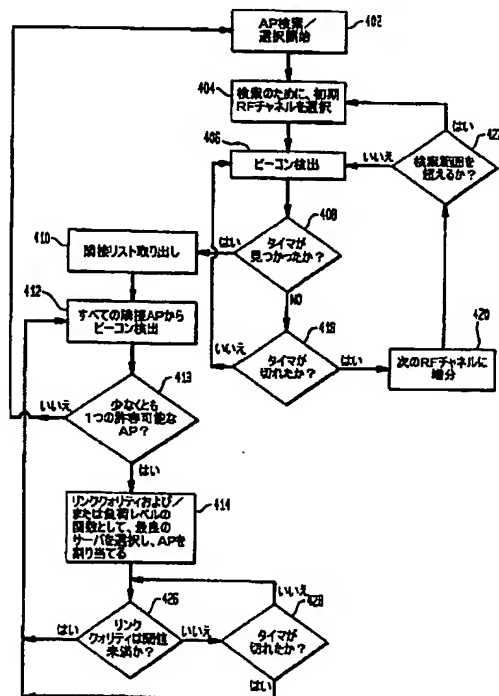 AP検索／
選択開始
402
404
検索のために、初期
RFチャネルを選択
406
ビーコン検出
はい
422
検索範囲を
超えるか？
いいえ
408
タイマが
見つかったか？
はい
NO
410
隣接リスト取り出し
412
すべての隣接APから
ビーコン検出
418
タイマが
切れたか？
いいえ
はい
420
次のRFチャネルに
増分
413
少なくとも
1つの許容可能な
AP？
いいえ
はい
リンククォリティおよび／
または負荷レベルの
関数として、最良の
サーバを選択し、APを
割り当てる
414
426
リンク
クォリティは閾値
未満か？
はい
いいえ
428
タイマが
切れたか？
いいえ
はい